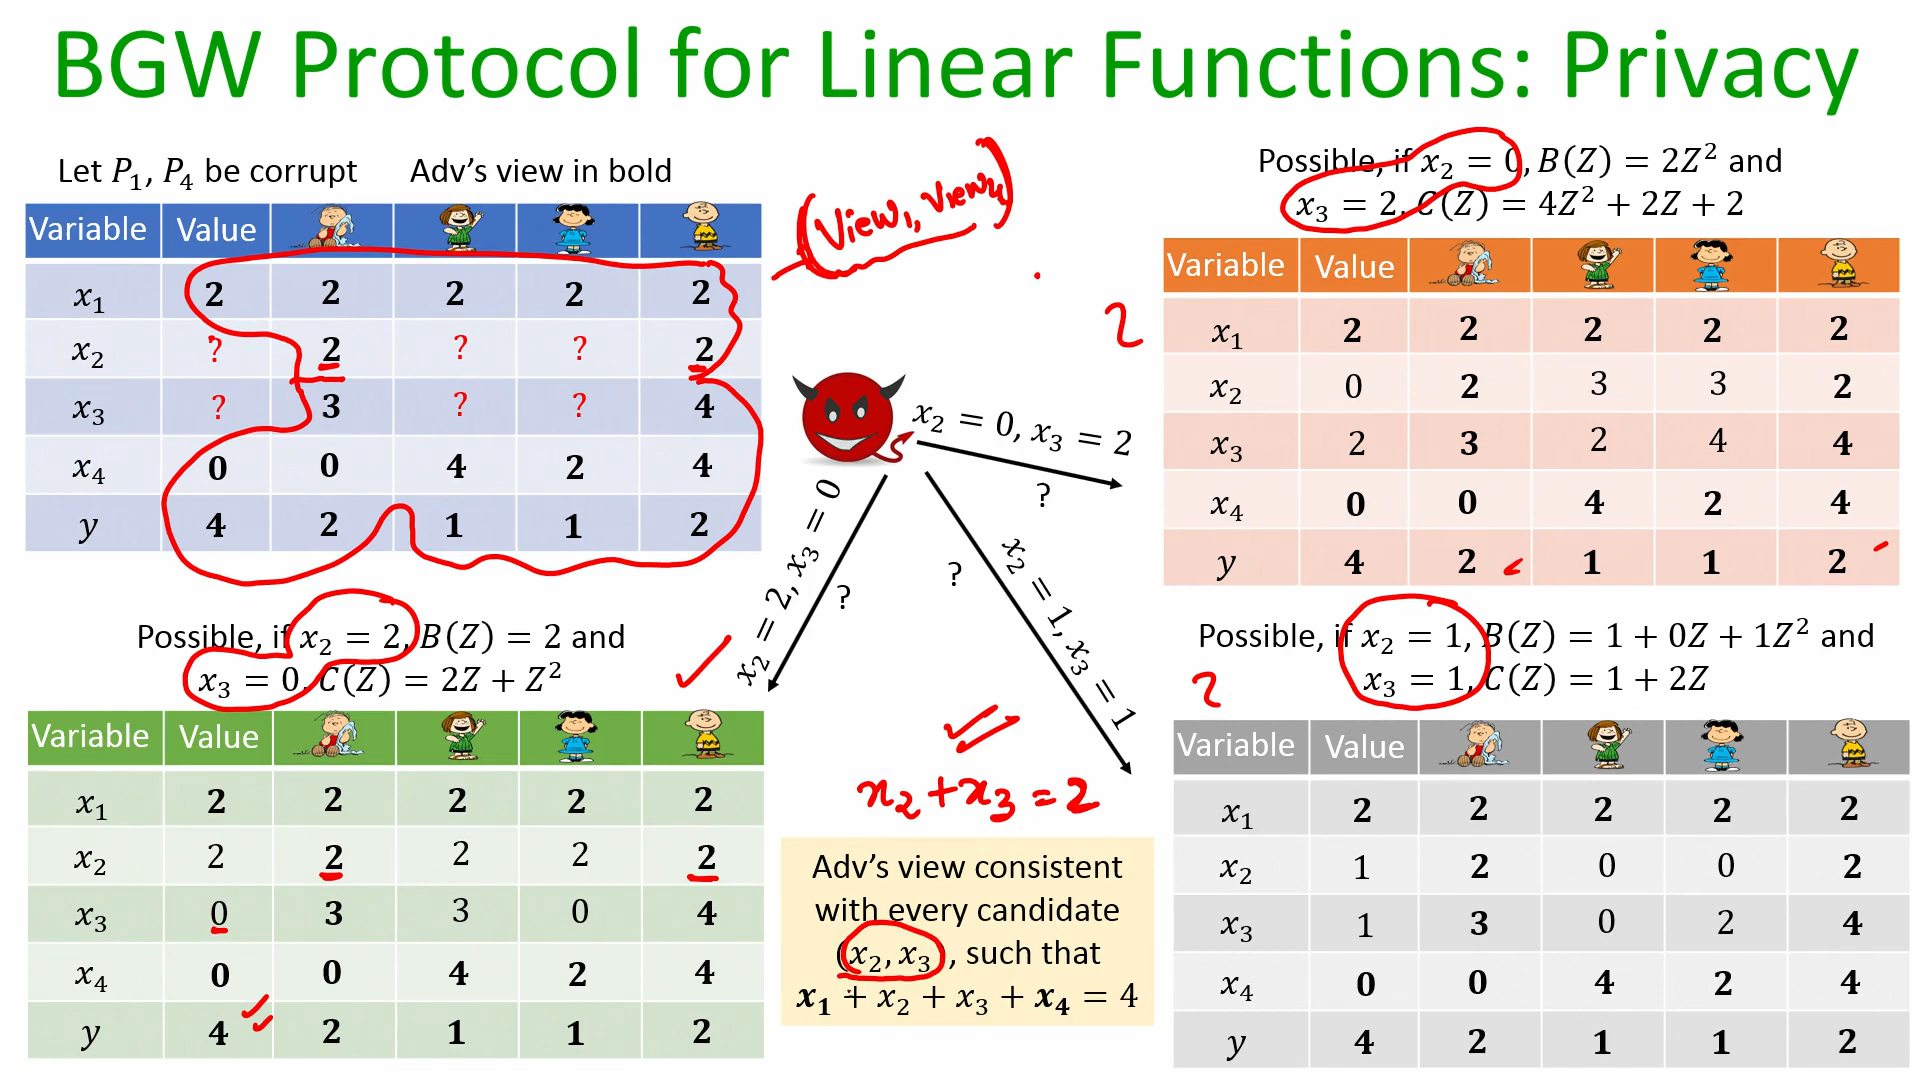 BGW Protocol for Linear Functions: Privacy
Let P₁, P₄ be corrupt Adv's view in bold
Variable Value
x₁ 2 2 2 2 2
x₂ ? 2 ? ? 2
x₃ ? 3 ? ? 4
x₄ 0 0 4 2 4
y 4 2 1 1 2
(View₁, View₄)
Possible, if x₂ = 0, B(Z) = 2Z² and
x₃ = 2, C(Z) = 4Z² + 2Z + 2
2
Variable Value
x₁ 2 2 2 2 2
x₂ 0 2 3 3 2
x₃ 2 3 2 4 4
x₄ 0 0 4 2 4
y 4 2 1 1 2
x₂ = 0, x₃ = 2
?
x₂ = 2, x₃ = 0
?
x₂ = 1, x₃ = 1
?
Possible, if x₂ = 2, B(Z) = 2 and
x₃ = 0, C(Z) = 2Z + Z²
Variable Value
x₁ 2 2 2 2 2
x₂ 2 2 2 2 2
x₃ 0 3 3 0 4
x₄ 0 0 4 2 4
y 4 2 1 1 2
x₂ + x₃ = 2
Adv's view consistent
with every candidate
(x₂, x₃), such that
x₁ + x₂ + x₃ + x₄ = 4
Possible, if x₂ = 1, B(Z) = 1 + 0Z + 1Z² and
x₃ = 1, C(Z) = 1 + 2Z
2
Variable Value
x₁ 2 2 2 2 2
x₂ 1 2 0 0 2
x₃ 1 3 0 2 4
x₄ 0 0 4 2 4
y 4 2 1 1 2